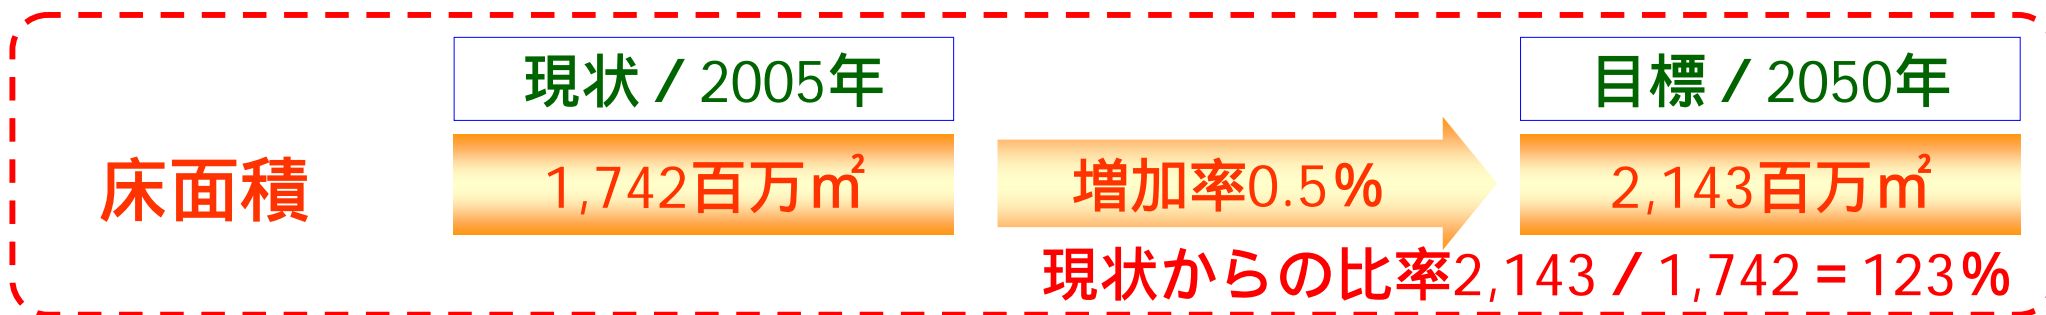 現状／2005年
目標／2050年
床面積
1,742百万㎡
増加率0.5％
2,143百万㎡
現状からの比率2,143／1,742＝123％